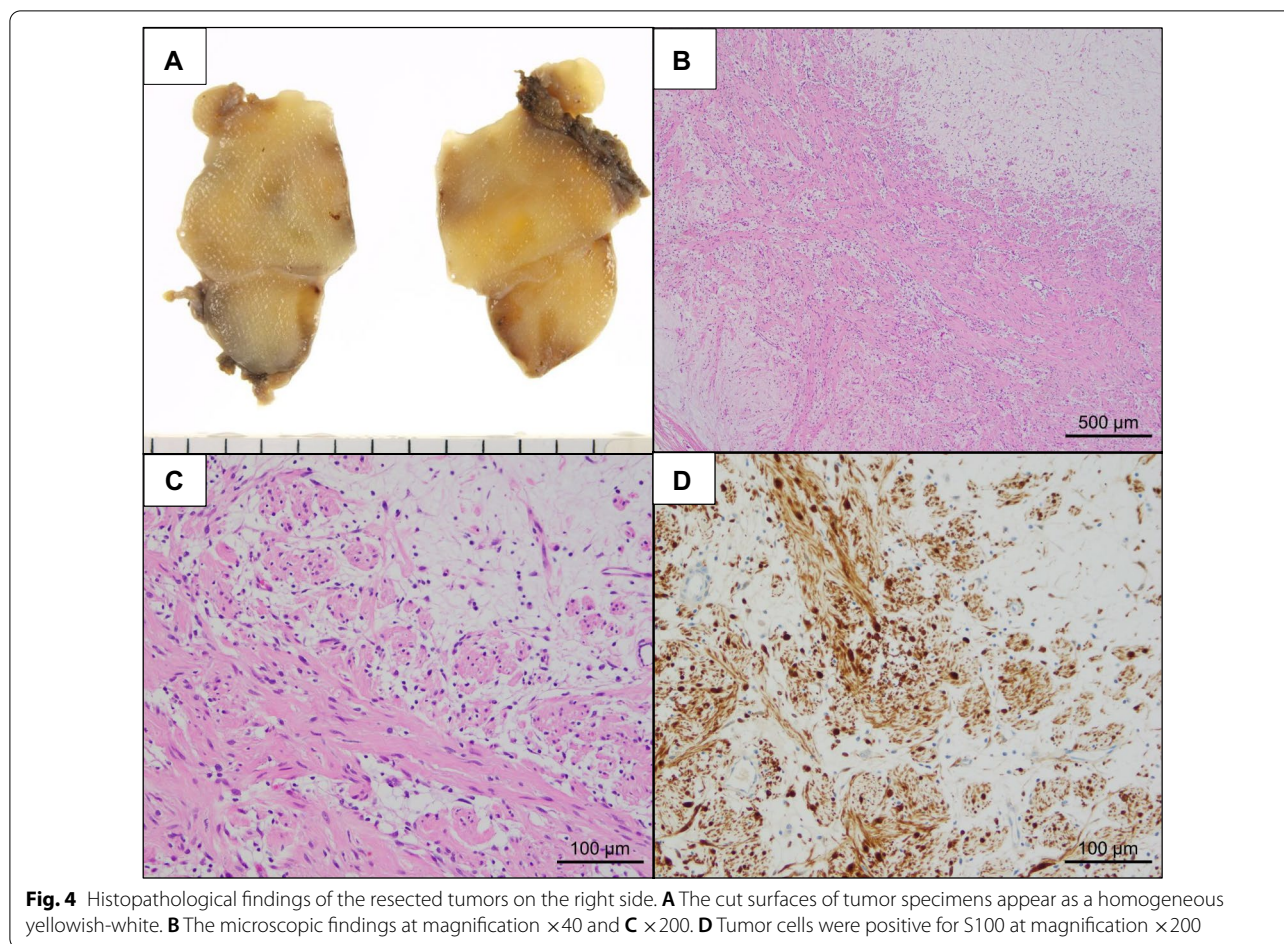 A
B
500 µm
C
100 µm
D
100 µm
Fig. 4 Histopathological findings of the resected tumors on the right side. A The cut surfaces of tumor specimens appear as a homogeneous
yellowish-white. B The microscopic findings at magnification ×40 and C ×200. D Tumor cells were positive for S100 at magnification ×200